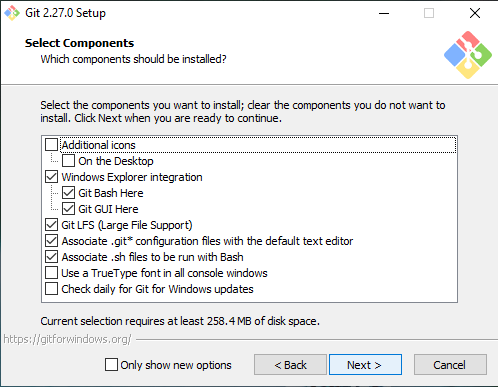 Git 2.27.0 Setup
Select Components
Which components should be installed?
Select the components you want to install; clear the components you do not want to
install. Click Next when you are ready to continue.
Additional icons
On the Desktop
Windows Explorer integration
Git Bash Here
Git GUI Here
Git LFS (Large File Support)
Associate .git* configuration files with the default text editor
Associate .sh files to be run with Bash
Use a TrueType font in all console windows
Check daily for Git for Windows updates
Current selection requires at least 258.4 MB of disk space.
https://gitforwindows.org/
Only show new options
< Back
Next >
Cancel